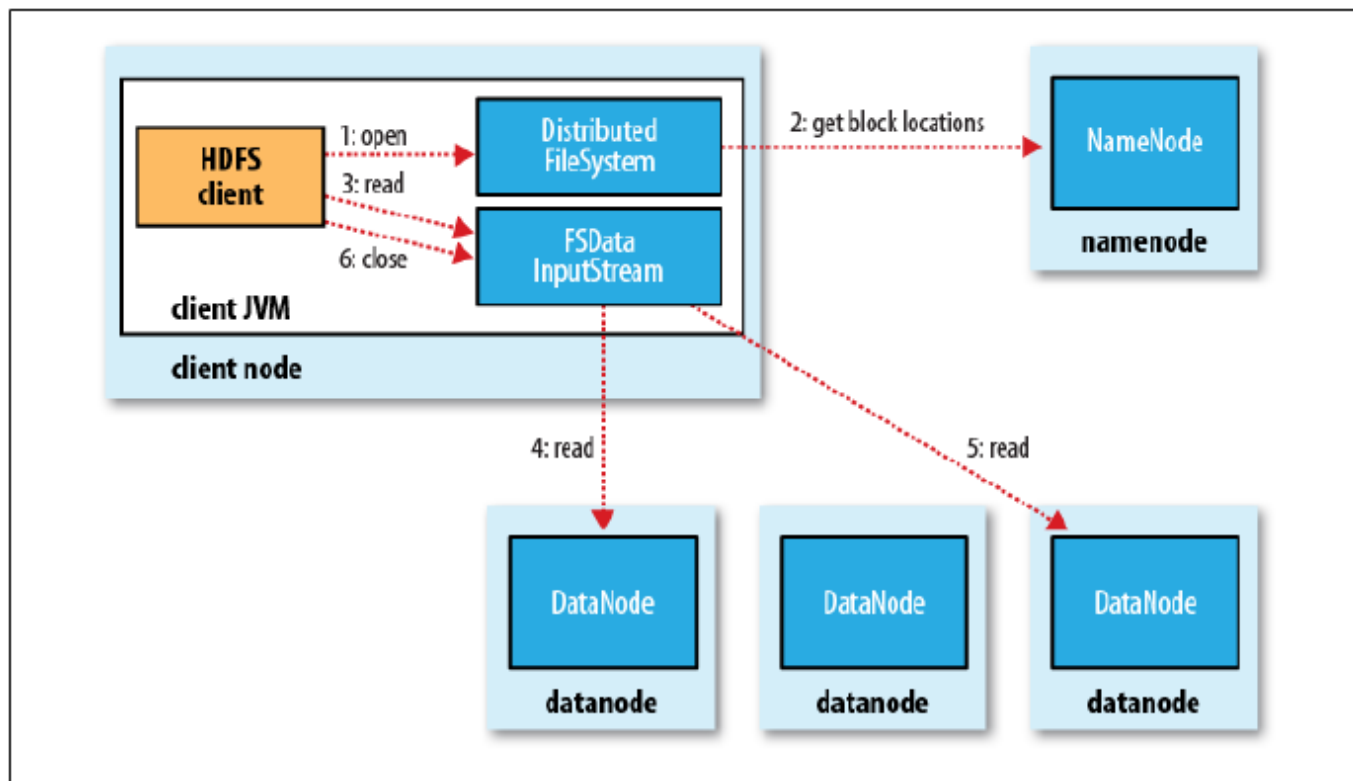 1: open
Distributed
FileSystem
2: get block locations
NameNode
HDFS
client
3: read
FSData
InputStream
6: close
namenode
client JVM
client node
4: read
5: read
DataNode
DataNode
DataNode
datanode
datanode
datanode